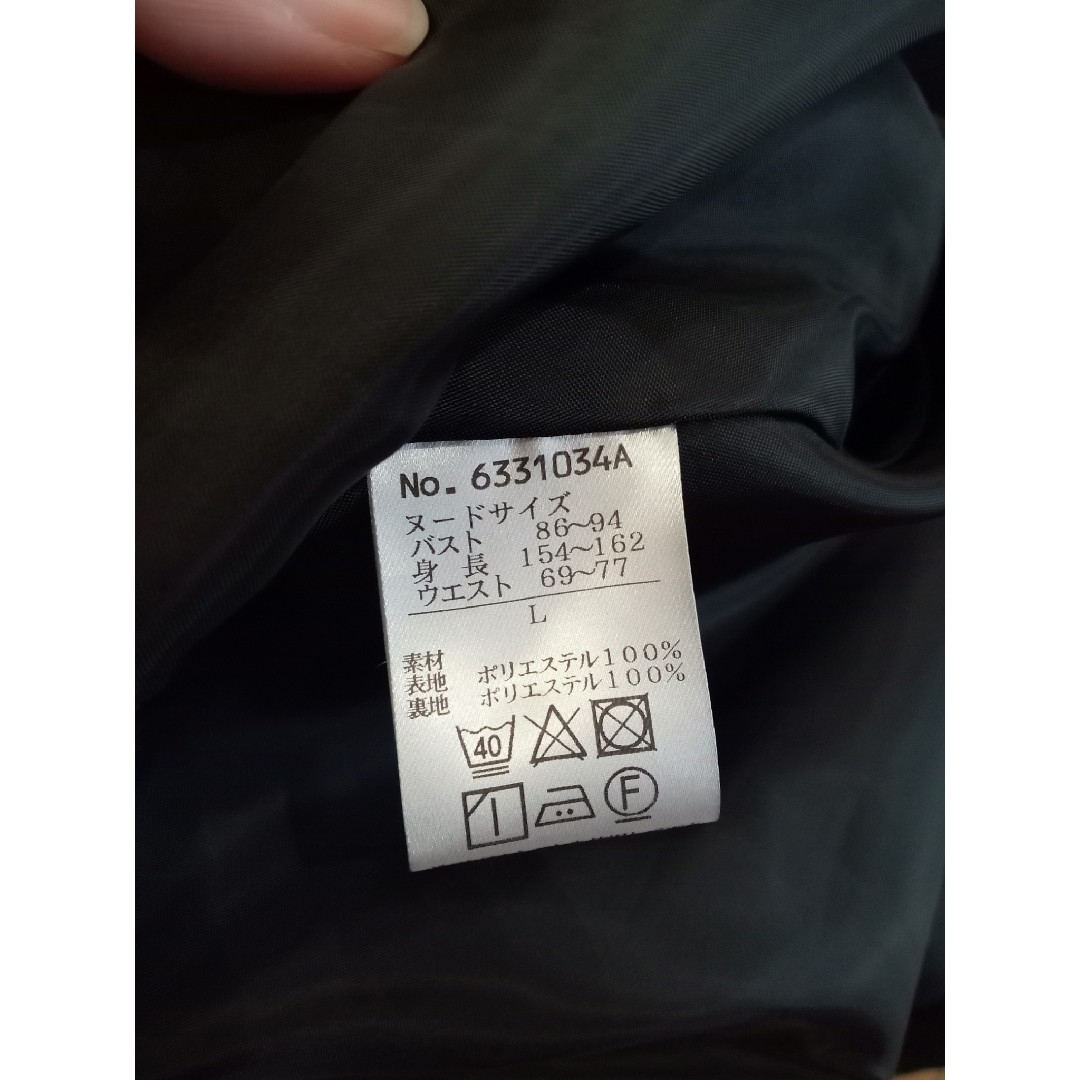 No. 6331034A
ヌードサイズ
バスト 86~94
身長 154~162
ウエスト 69~77
L
素材
表地 ポリエステル100%
裏地 ポリエステル100%
40
F